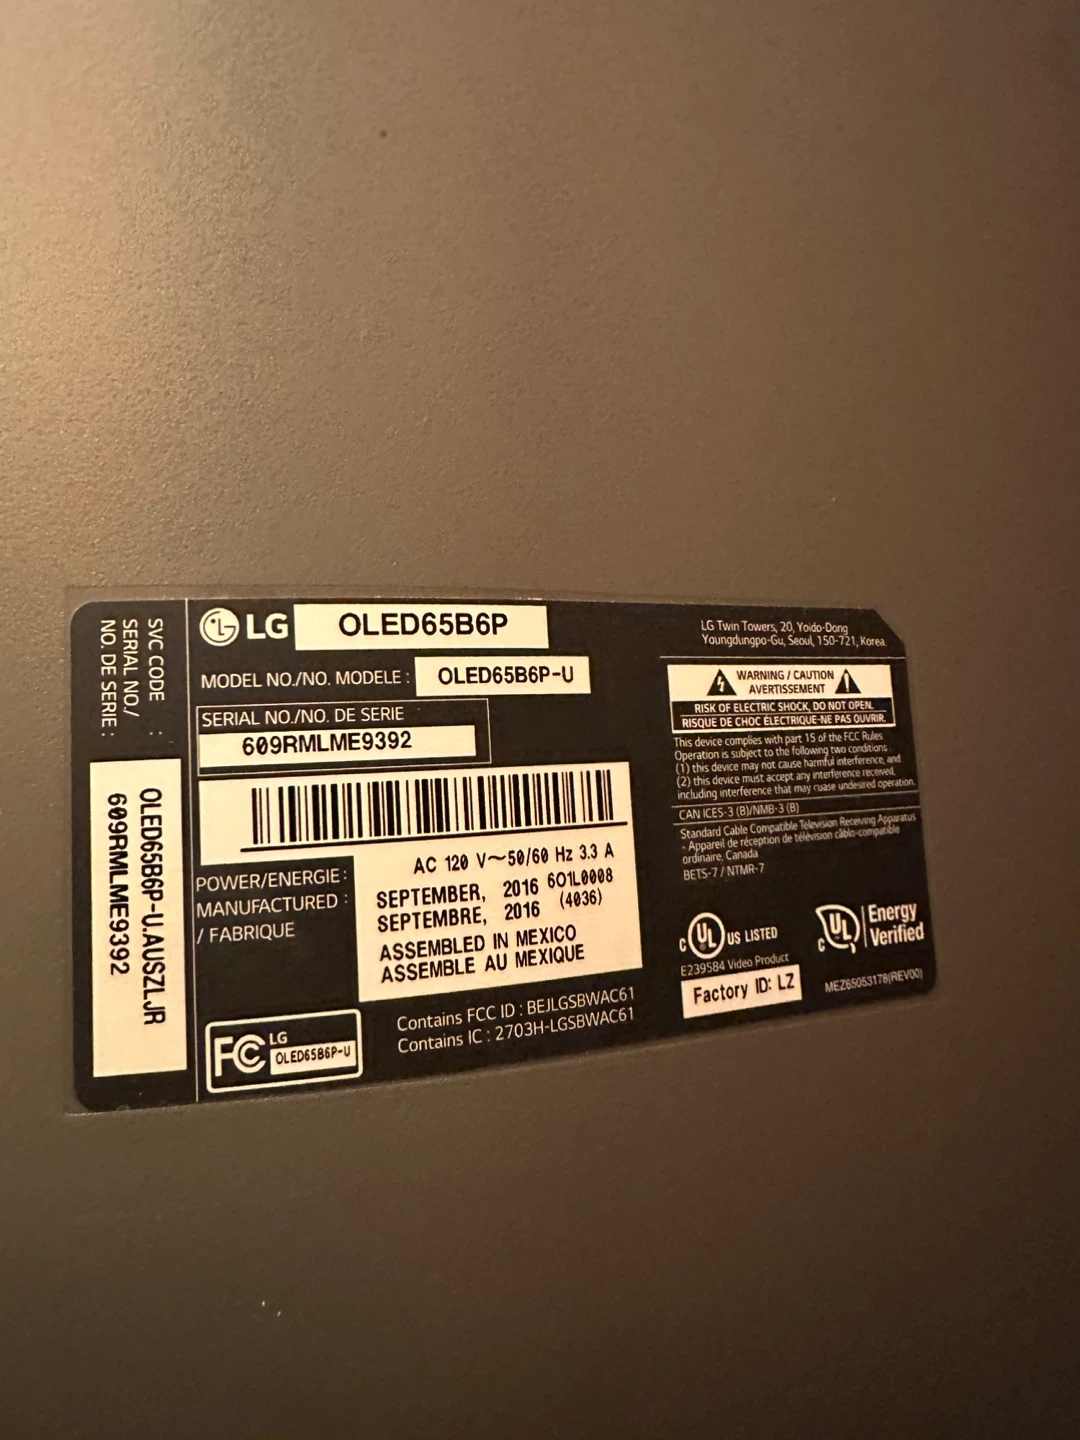 LG OLED65B6P
MODEL NO./NO. MODELE : OLED65B6P-U
SERIAL NO./NO. DE SERIE
609RMLME9392
AC 120 V~50/60 Hz 3.3 A
POWER/ENERGIE :
MANUFACTURED :
/ FABRIQUE
SEPTEMBER, 2016 601L0008
SEPTEMBRE, 2016 (4036)
ASSEMBLED IN MEXICO
ASSEMBLE AU MEXIQUE
Contains FCC ID : BEJLGSBWAC61
Contains IC : 2703H-LGSBWAC61
FC LG
OLED65B6P-U
SVC CODE :
SERIAL NO./
NO. DE SERIE :
OLED65B6P-U.AUSZLJR
609RMLME9392
LG Twin Towers, 20, Yoido-Dong
Youngdungpo-Gu, Seoul, 150-721, Korea
WARNING / CAUTION
AVERTISSEMENT
RISK OF ELECTRIC SHOCK, DO NOT OPEN.
RISQUE DE CHOC ÉLECTRIQUE-NE PAS OUVRIR.
This device complies with part 15 of the FCC Rules
Operation is subject to the following two conditions
(1) this device may not cause harmful interference, and
(2) this device must accept any interference received,
including interference that may cuase undesired operation.
CAN ICES-3 (B)/NMB-3 (B)
Standard Cable Compatible Television Receiving Apparatus
- Appareil de réception de télévision câblo-compatible
ordinaire, Canada
BETS-7 / NTMR-7
C UL US LISTED
E239584 Video Product
Factory ID: LZ
C UL Energy
Verified
MEZ65053178(REV00)